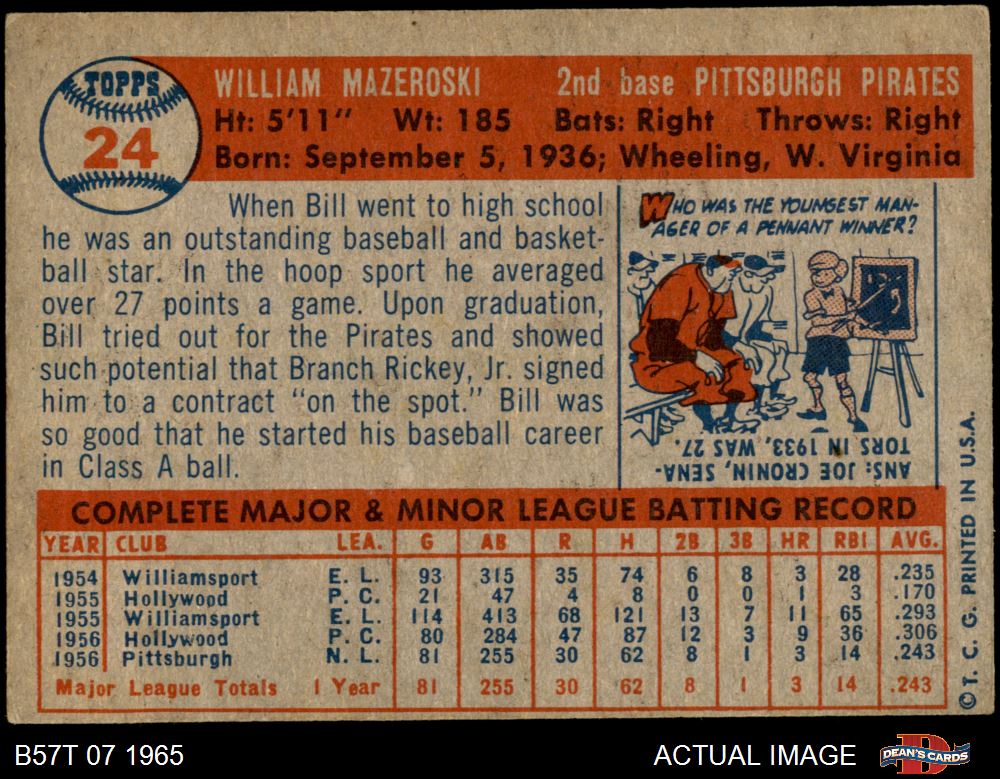 TOPPS
24
WILLIAM MAZEROSKI 2nd base PITTSBURGH PIRATES
Ht: 5'11" Wt: 185 Bats: Right Throws: Right
Born: September 5, 1936; Wheeling, W. Virginia
When Bill went to high school
he was an outstanding baseball and basket-
ball star. In the hoop sport he averaged
over 27 points a game. Upon graduation,
Bill tried out for the Pirates and showed
such potential that Branch Rickey, Jr. signed
him to a contract "on the spot." Bill was
so good that he started his baseball career
in Class A ball.
WHO WAS THE YOUNGEST MAN-
AGER OF A PENNANT WINNER?
ANS: JOE CRONIN, SENA-
TORS IN 1933, WAS 27.
COMPLETE MAJOR & MINOR LEAGUE BATTING RECORD
YEAR CLUB LEA. G AB R H 2B 3B HR RBI AVG.
1954 Williamsport E. L. 93 315 35 74 6 8 3 28 .235
1955 Hollywood P. C. 21 47 4 8 0 0 1 3 .170
1955 Williamsport E. L. 114 413 68 121 13 7 11 65 .293
1956 Hollywood P. C. 80 284 47 87 12 3 9 36 .306
1956 Pittsburgh N. L. 81 255 30 62 8 1 3 14 .243
Major League Totals 1 Year 81 255 30 62 8 1 3 14 .243
© T. C. G. PRINTED IN U.S.A.
B57T 07 1965 ACTUAL IMAGE
DEAN'S CARDS